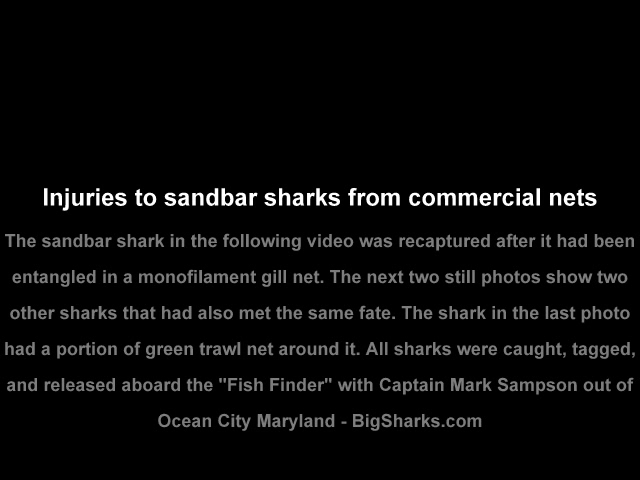 Injuries to sandbar sharks from commercial nets
The sandbar shark in the following video was recaptured after it had been
entangled in a monofilament gill net. The next two still photos show two
other sharks that had also met the same fate. The shark in the last photo
had a portion of green trawl net around it. All sharks were caught, tagged,
and released aboard the "Fish Finder" with Captain Mark Sampson out of
Ocean City Maryland - BigSharks.com